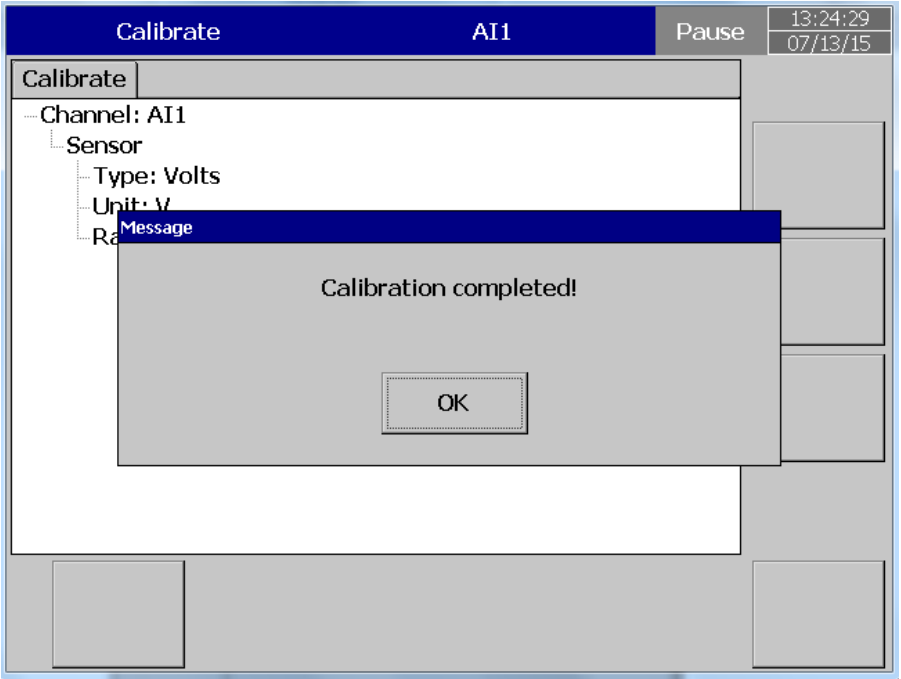 Calibrate AI1 Pause 13:24:29
07/13/15
Calibrate
Channel: AI1
Sensor
Type: Volts
Unit: V
Message
Calibration completed!
OK